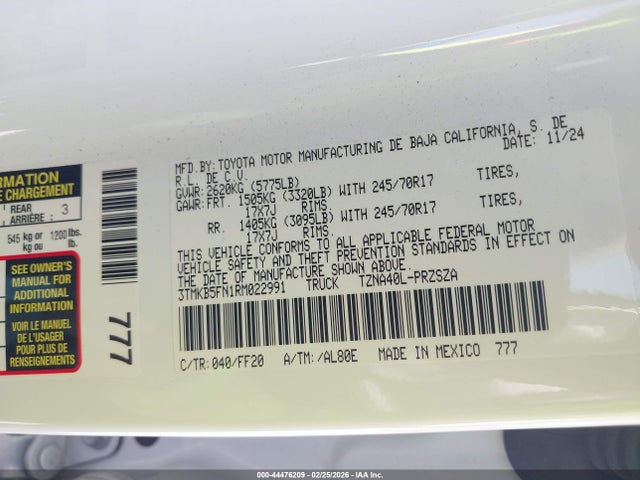 MFD.BY:TOYOTA MOTOR MANUFACTURING DE BAJA CALIFORNIA, S. DE
R.L. DE C.V. DATE: 11/24
GVWR:2620KG (5775LB)
GAWR:FRT. 1505KG (3320LB) WITH 245/70R17 TIRES,
17X7J RIMS.
RR. 1405KG (3095LB) WITH 245/70R17 TIRES,
17X7J RIMS.
THIS VEHICLE CONFORMS TO ALL APPLICABLE FEDERAL MOTOR
VEHICLE SAFETY AND THEFT PREVENTION STANDARDS IN EFFECT ON
THE DATE OF MANUFACTURE SHOWN ABOVE.
3TMKB5FN1RM022991 TRUCK TZNA40L-PRZSZA
C/TR:040/FF20 A/TM:/AL80E MADE IN MEXICO 777
RMATION
E CHARGEMENT
REAR
ARRIÈRE : 3
545 kg or 1200 lbs.
kg ou lb.
SEE OWNER'S
MANUAL FOR
ADDITIONAL
INFORMATION
VOIR LE MANUEL
DE L'USAGER
POUR PLUS DE
RENSEIGNEMENTS
777
000-44476209 - 02/25/2026 - IAAI.COM